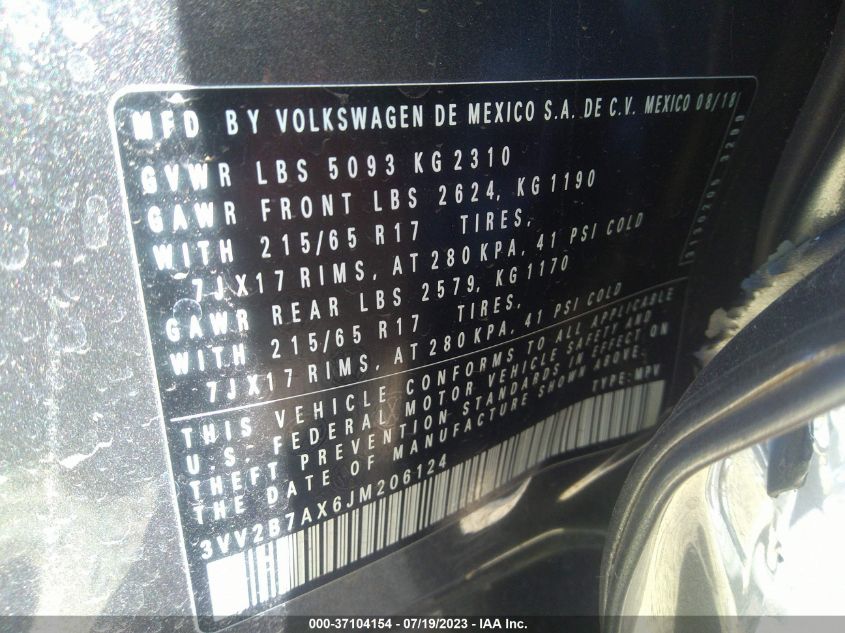 MFD BY VOLKSWAGEN DE MEXICO S.A. DE C.V. MEXICO 08/18
GVWR LBS 5093 KG 2310
GAWR FRONT LBS 2624, KG 1190
WITH 215/65 R17 TIRES,
7JX17 RIMS, AT 280 KPA, 41 PSI COLD
GAWR REAR LBS 2579, KG 1170
WITH 215/65 R17 TIRES,
7JX17 RIMS, AT 280 KPA, 41 PSI COLD
THIS VEHICLE CONFORMS TO ALL APPLICABLE
U.S. FEDERAL MOTOR VEHICLE SAFETY AND
THEFT PREVENTION STANDARDS IN EFFECT ON
THE DATE OF MANUFACTURE SHOWN ABOVE.
TYPE:MPV
3VV2B7AX6JM206124
000-37104154 - 07/19/2023 - IAA Inc.